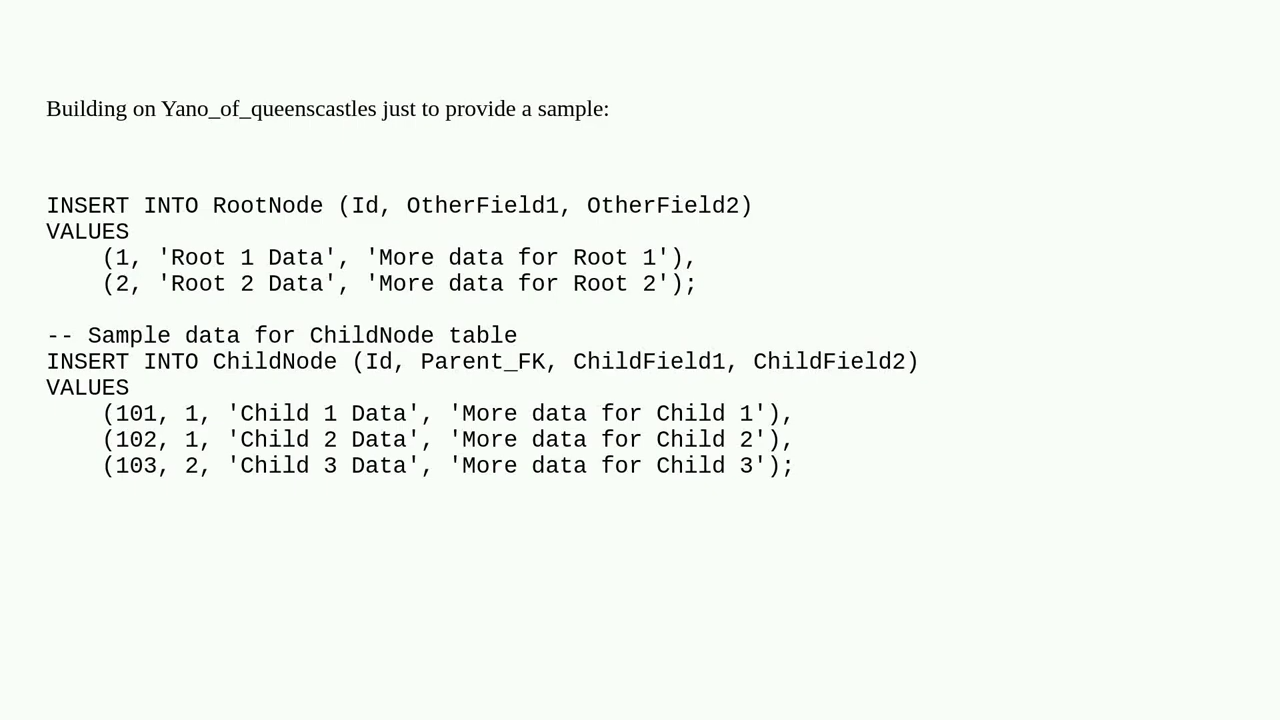 Building on Yano_of_queenscastles just to provide a sample:
INSERT INTO RootNode (Id, OtherField1, OtherField2)
VALUES
    (1, 'Root 1 Data', 'More data for Root 1'),
    (2, 'Root 2 Data', 'More data for Root 2');
-- Sample data for ChildNode table
INSERT INTO ChildNode (Id, Parent_FK, ChildField1, ChildField2)
VALUES
    (101, 1, 'Child 1 Data', 'More data for Child 1'),
    (102, 1, 'Child 2 Data', 'More data for Child 2'),
    (103, 2, 'Child 3 Data', 'More data for Child 3');